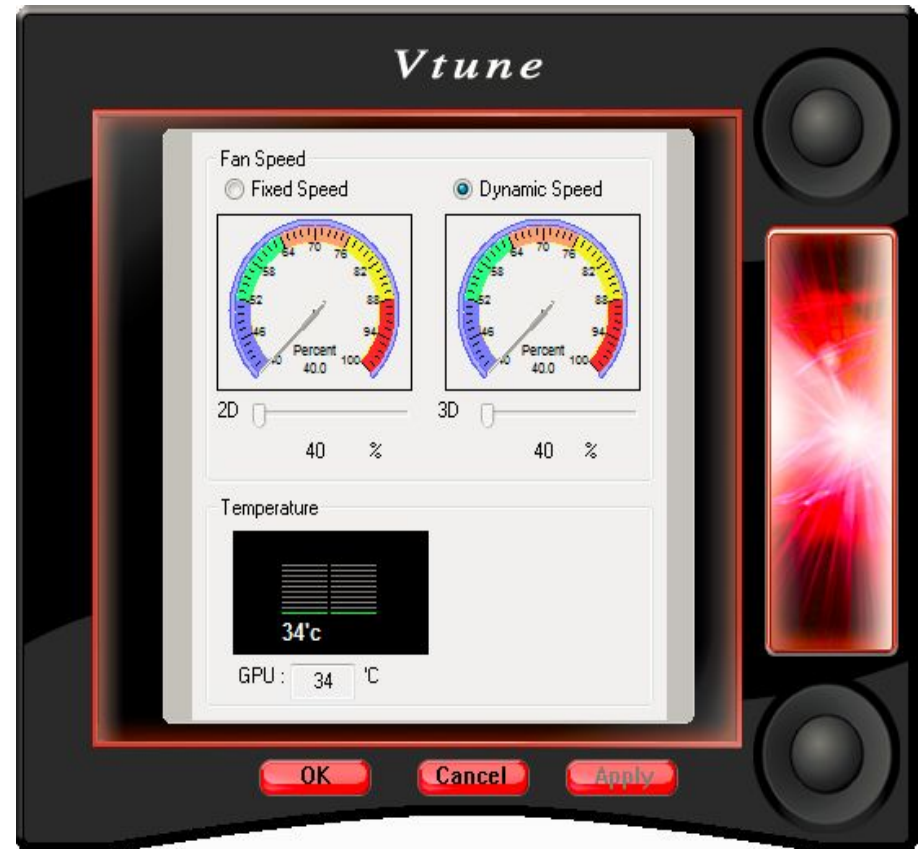 Vtune
Fan Speed
Fixed Speed
Dynamic Speed
40 46 52 58 64 70 76 82 88 94 100
Percent
40.0
40 46 52 58 64 70 76 82 88 94 100
Percent
40.0
2D
3D
40 %
40 %
Temperature
34'c
GPU : 34 'C
OK Cancel Apply